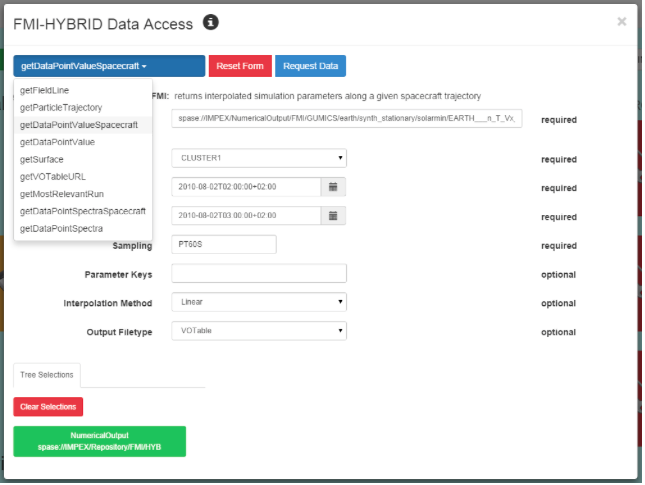 FMI-HYBRID Data Access
getDataPointValueSpacecraft
Reset Form
Request Data
getFieldLine
getParticleTrajectory
getDataPointValueSpacecraft
getDataPointValue
getSurface
getVOTableURL
getMostRelevantRun
getDataPointSpectraSpacecraft
getDataPointSpectra
FMI: returns interpolated simulation parameters along a given spacecraft trajectory
spase://IMPEX/NumericalOutput/FMI/GUMICS/earth/synth_stationary/solarmin/EARTH___n_T_Vx_ required
CLUSTER1 required
2010-08-02T02:00:00+02:00 required
2010-08-02T03:00:00+02:00 required
Sampling PT60S required
Parameter Keys optional
Interpolation Method Linear optional
Output Filetype VOTable optional
Tree Selections
Clear Selections
NumericalOutput
spase://IMPEX/Repository/FMI/HYB